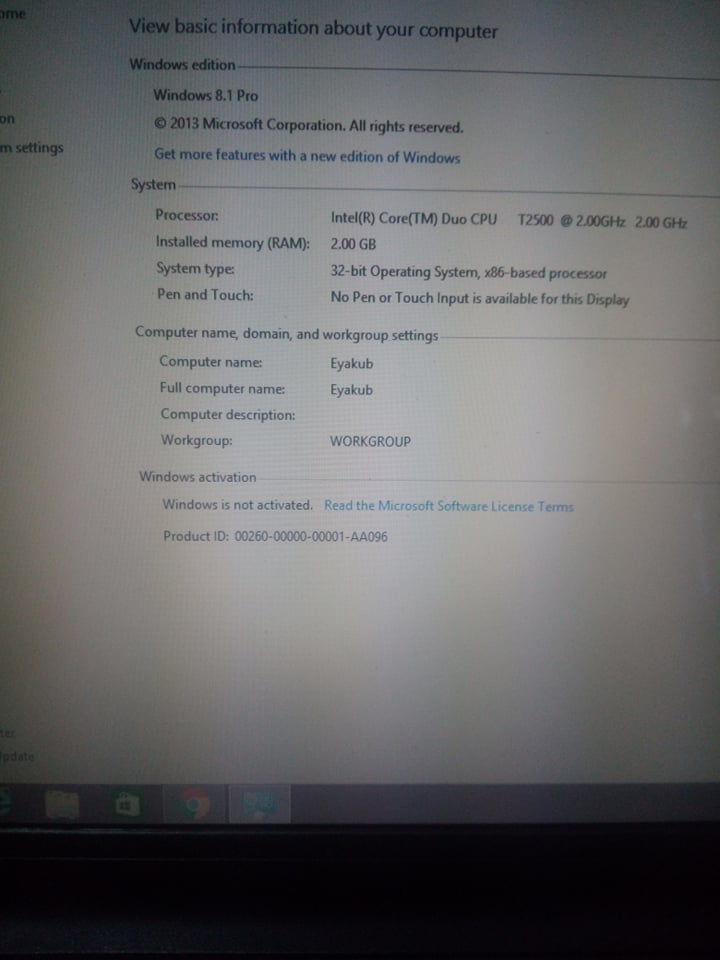 ome
View basic information about your computer
Windows edition
Windows 8.1 Pro
on
© 2013 Microsoft Corporation. All rights reserved.
m settings
Get more features with a new edition of Windows
System
Processor: Intel(R) Core(TM) Duo CPU T2500 @ 2.00GHz 2.00 GHz
Installed memory (RAM): 2.00 GB
System type: 32-bit Operating System, x86-based processor
Pen and Touch: No Pen or Touch Input is available for this Display
Computer name, domain, and workgroup settings
Computer name: Eyakub
Full computer name: Eyakub
Computer description:
Workgroup: WORKGROUP
Windows activation
Windows is not activated. Read the Microsoft Software License Terms
Product ID: 00260-00000-00001-AA096
ter
Update